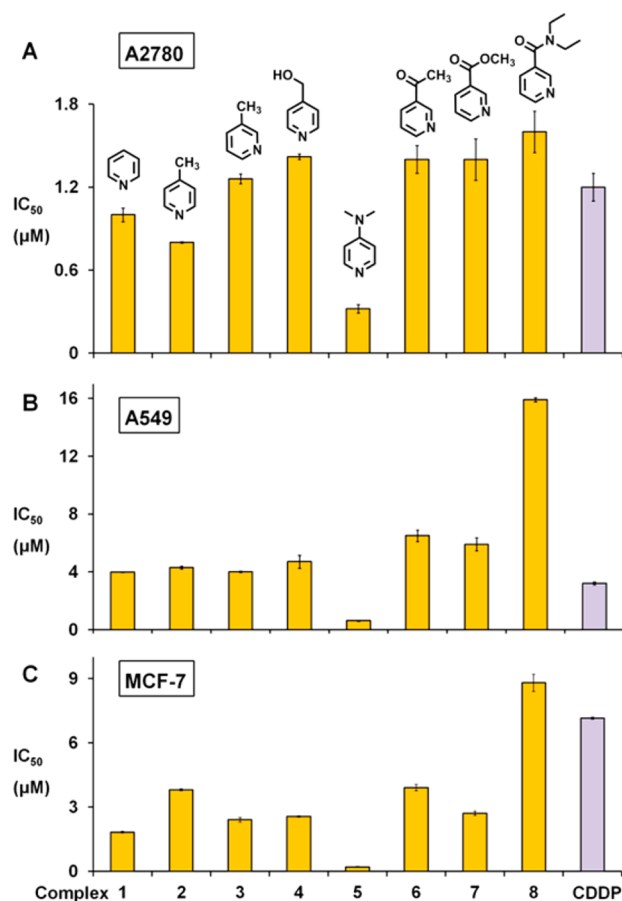 A
A2780
IC50
(µM)
1.8
1.2
0.6
0
N
CH3
N
CH3
N
HO
N
N
N
O
CH3
N
O
OCH3
N
O
N
N
B
A549
IC50
(µM)
16
12
8
4
0
C
MCF-7
IC50
(µM)
9
6
3
0
Complex 1 2 3 4 5 6 7 8 CDDP